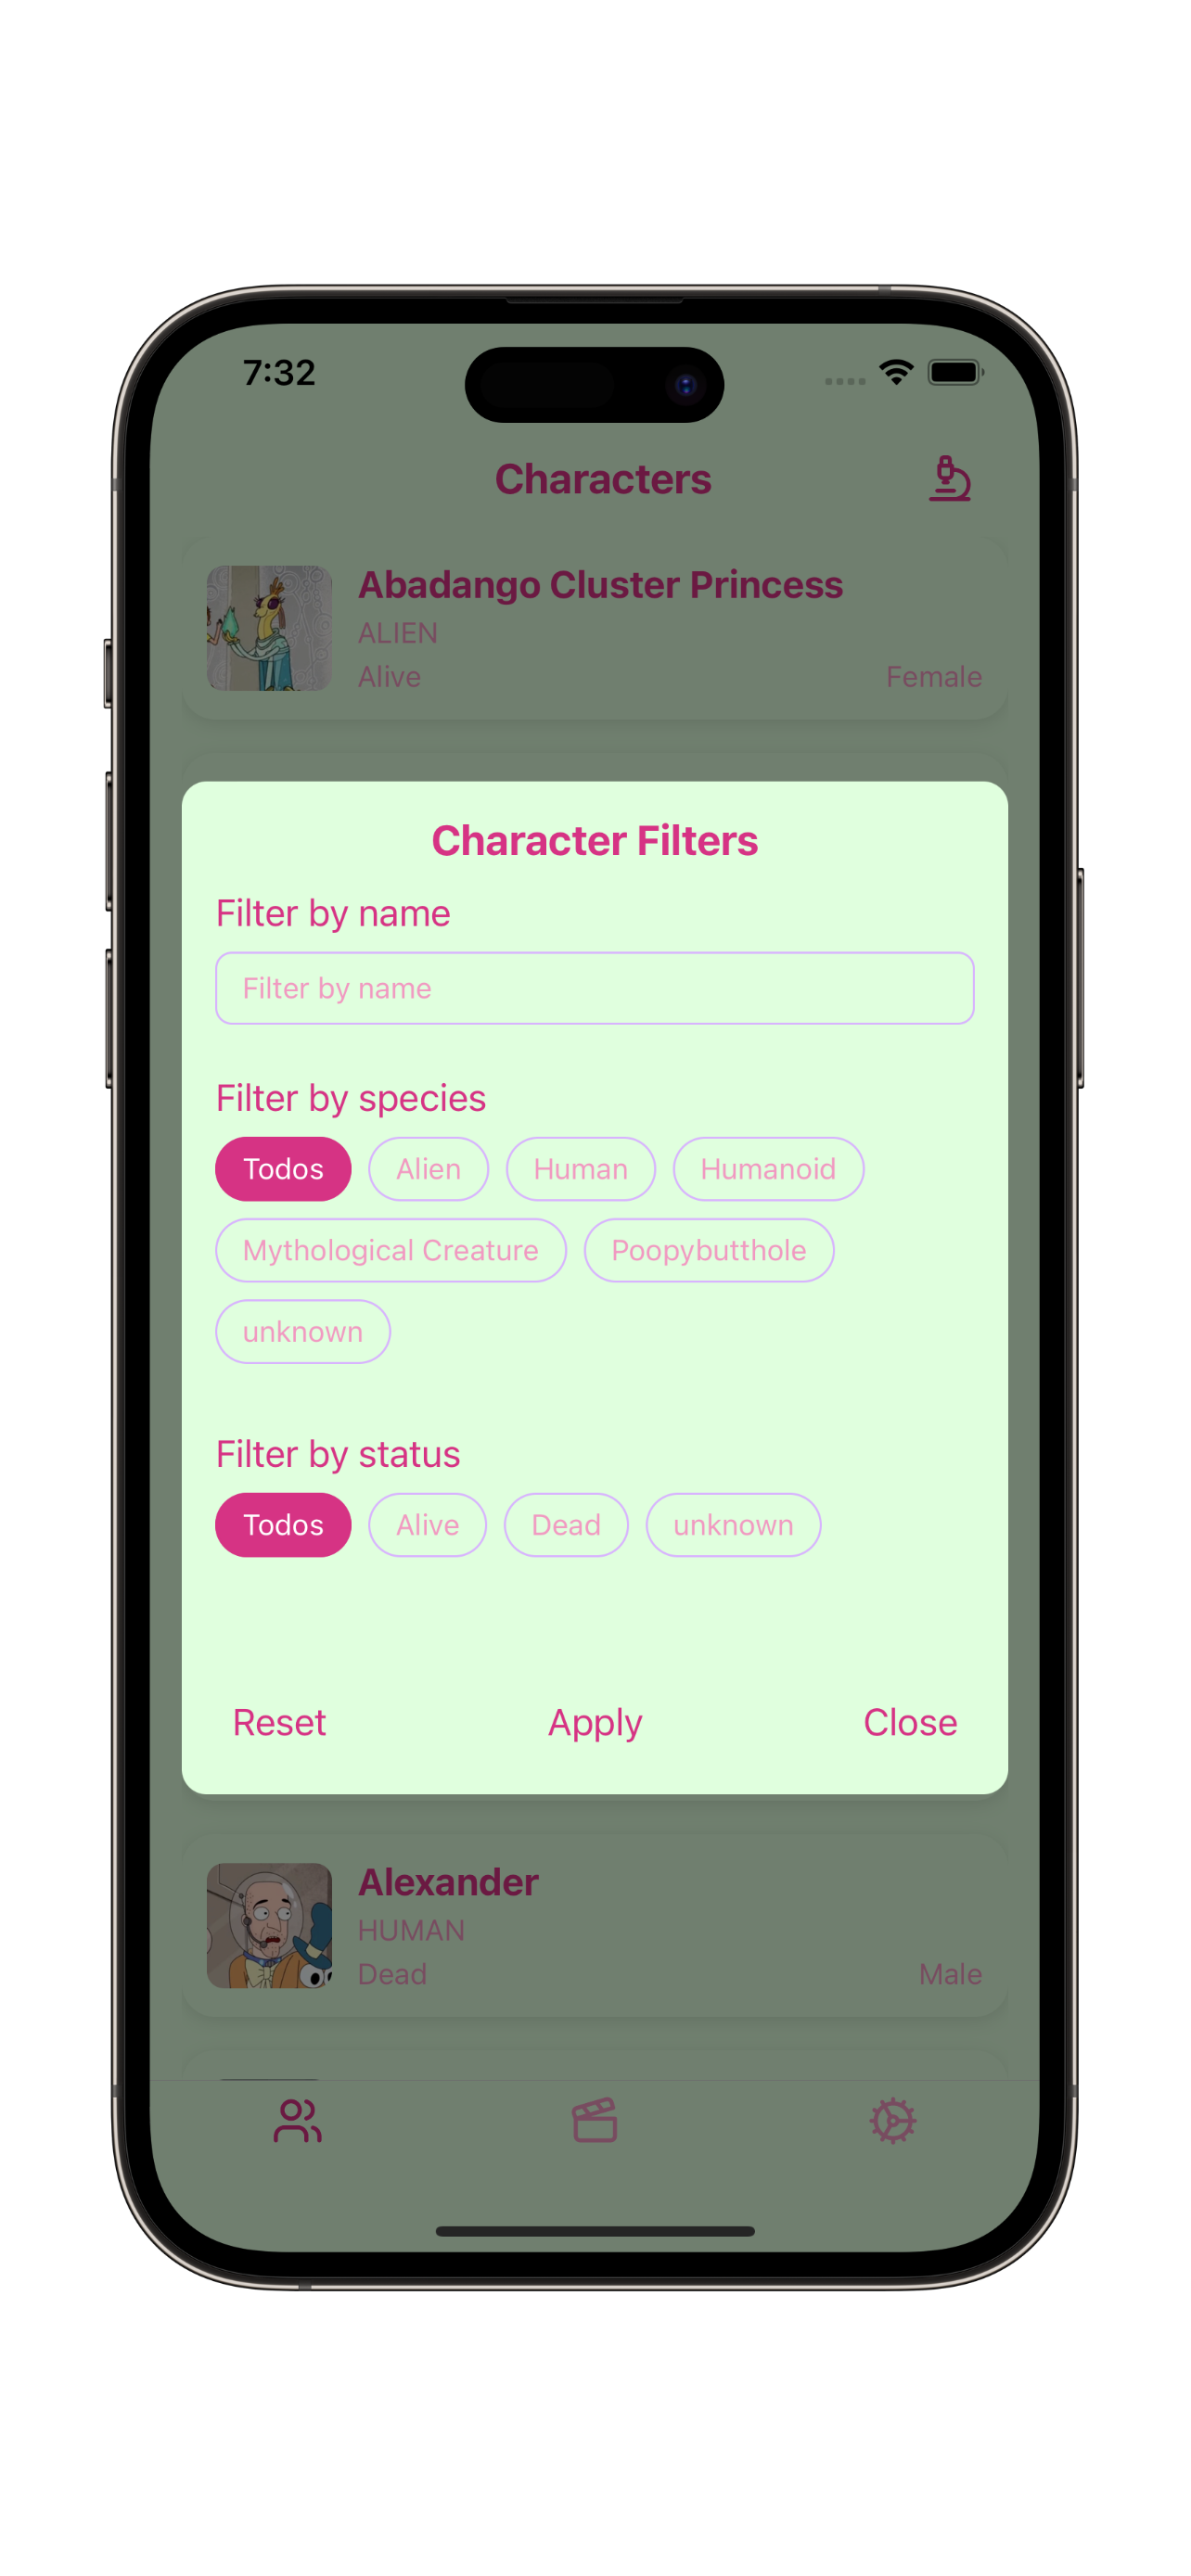 7:32
Characters
Abadango Cluster Princess
ALIEN
Alive Female
Character Filters
Filter by name
Filter by name
Filter by species
Todos Alien Human Humanoid
Mythological Creature Poopybutthole
unknown
Filter by status
Todos Alive Dead unknown
Reset Apply Close
Alexander
HUMAN
Dead Male